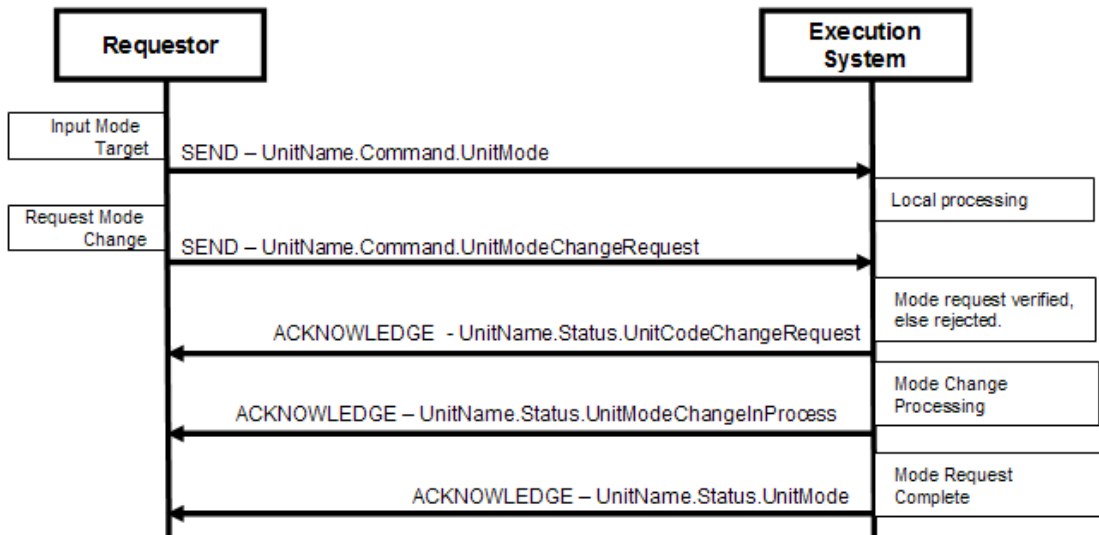 Requestor
Execution
System
Input Mode
Target
SEND – UnitName.Command.UnitMode
Local processing
Request Mode
Change
SEND – UnitName.Command.UnitModeChangeRequest
Mode request verified,
else rejected.
ACKNOWLEDGE - UnitName.Status.UnitCodeChangeRequest
Mode Change
Processing
ACKNOWLEDGE – UnitName.Status.UnitModeChangeInProcess
Mode Request
Complete
ACKNOWLEDGE – UnitName.Status.UnitMode